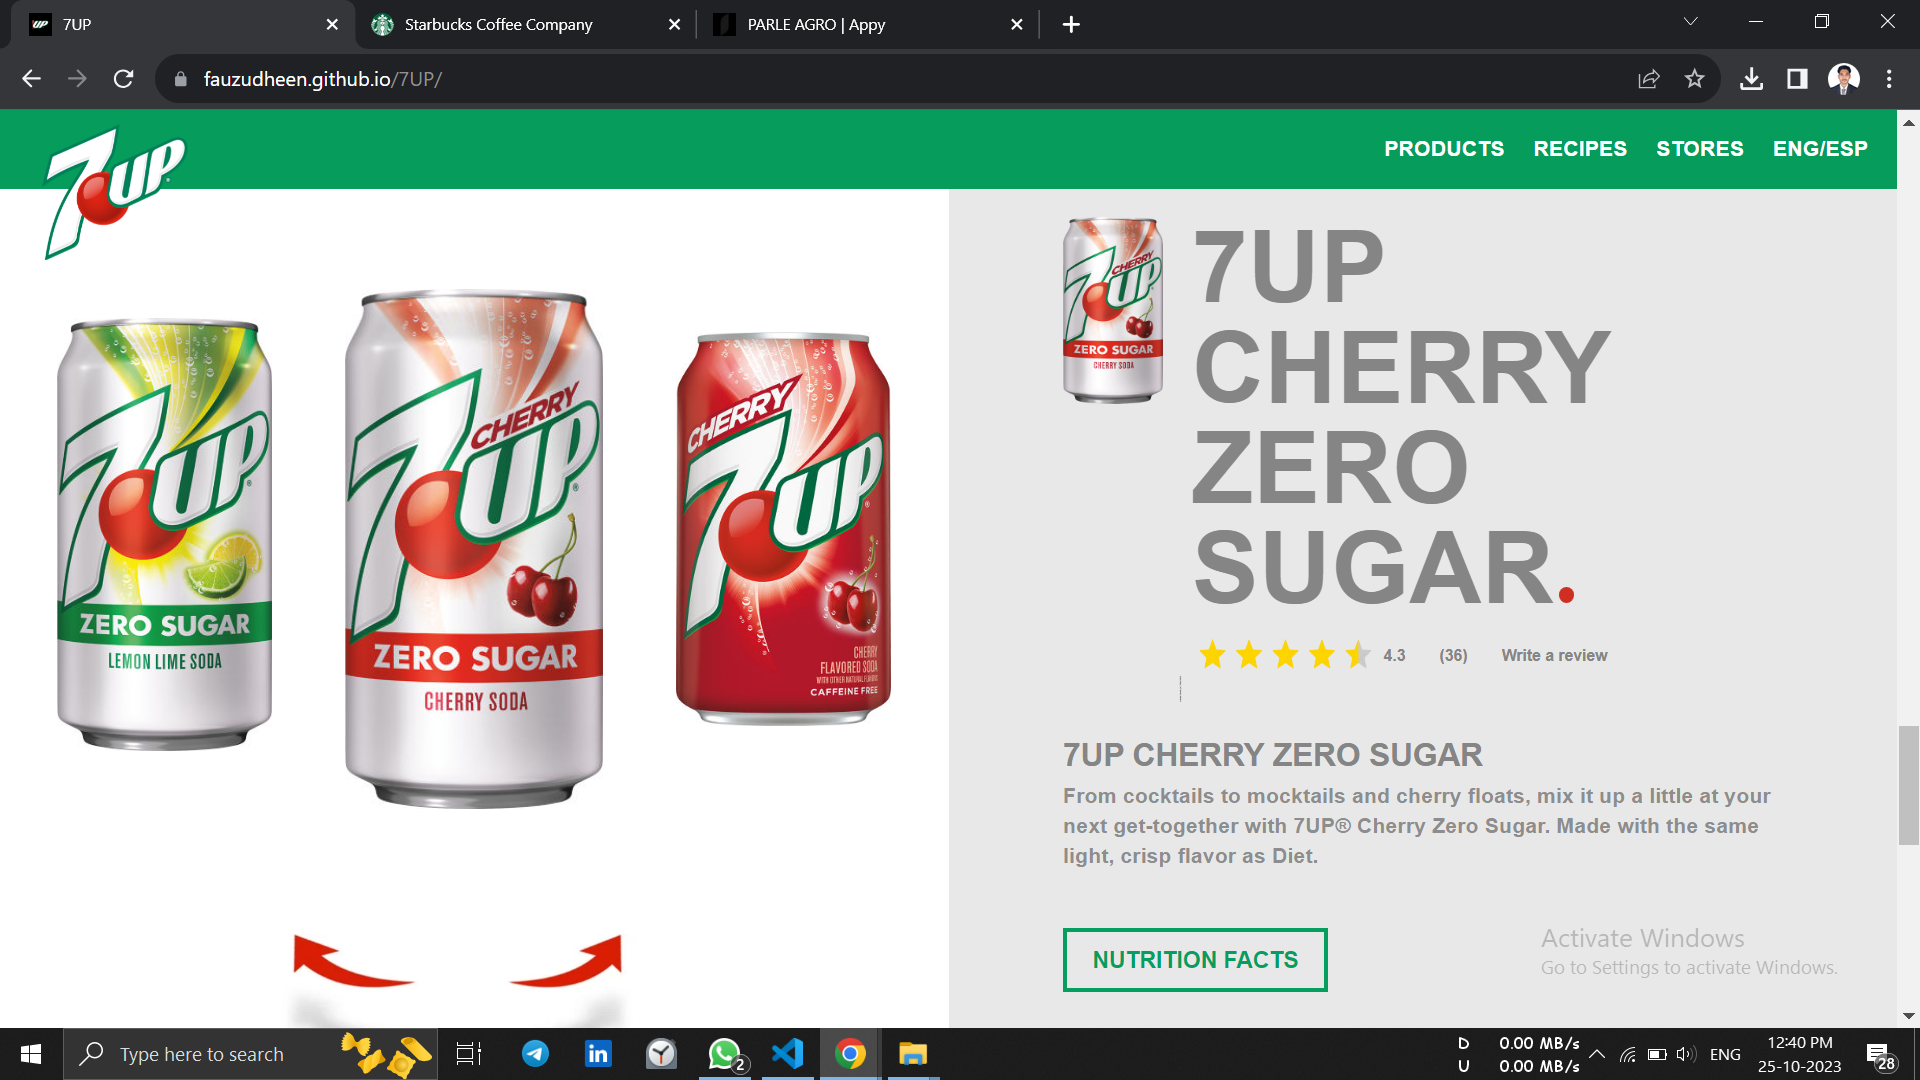 7UP
Starbucks Coffee Company
PARLE AGRO | Appy
fauzudheen.github.io/7UP/
7UP
PRODUCTS
RECIPES
STORES
ENG/ESP
7UP
ZERO SUGAR
LEMON LIME SODA
CHERRY
7UP
ZERO SUGAR
CHERRY SODA
CHERRY
7UP
CHERRY
FLAVORED SODA
WITH OTHER NATURAL FLAVORS
CAFFEINE FREE
CHERRY
7UP
ZERO SUGAR
CHERRY SODA
7UP
CHERRY
ZERO
SUGAR.
4.3 (36) Write a review
7UP CHERRY ZERO SUGAR
From cocktails to mocktails and cherry floats, mix it up a little at your
next get-together with 7UP® Cherry Zero Sugar. Made with the same
light, crisp flavor as Diet.
NUTRITION FACTS
Activate Windows
Go to Settings to activate Windows.
Type here to search
2
D 0.00 MB/s
U 0.00 MB/s
ENG
12:40 PM
25-10-2023
28